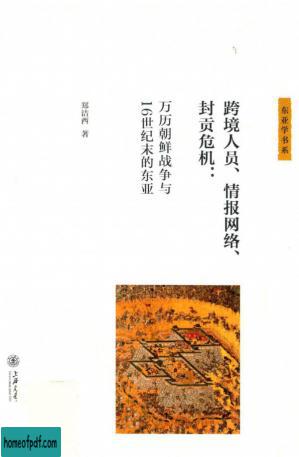 东亚学书系
跨境人员、情报网络、
封贡危机：
万历朝鲜战争与
16世纪末的东亚
郑洁西 著
homeofpdf.com